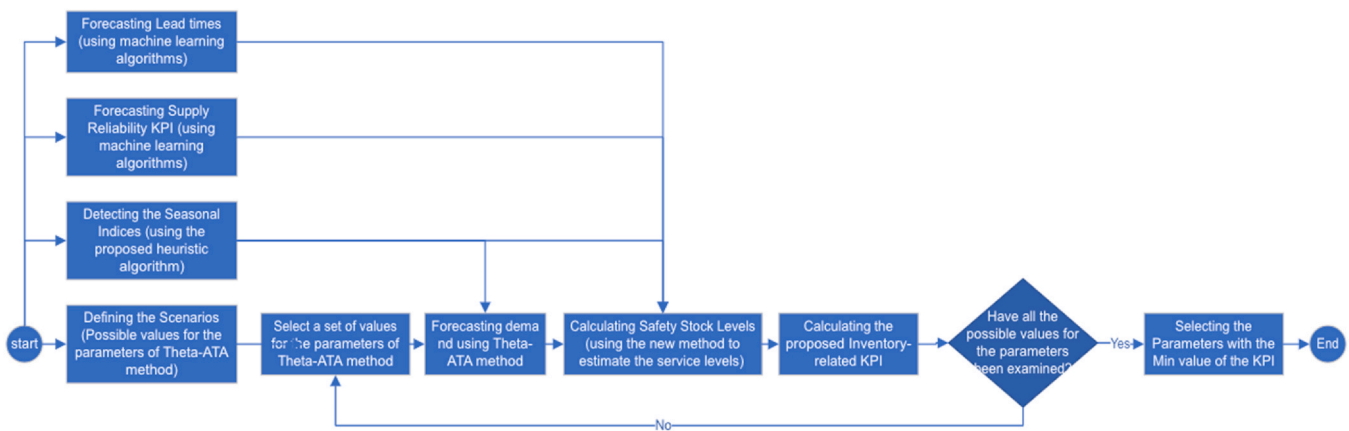 Forecasting Lead times
(using machine learning
algorithms)
Forecasting Supply
Reliability KPI (using
machine learning
algorithms)
Detecting the Seasonal
Indices (using the
proposed heuristic
algorithm)
start
Defining the Scenarios
(Possible values for the
parameters of Theta-ATA
method)
Select a set of values
for the parameters of
Theta-ATA method
Forecasting dema
nd using Theta-
ATA method
Calculating Safety Stock Levels
(using the new method to
estimate the service levels)
Calculating the
proposed Inventory-
related KPI
Have all the
possible values for
the parameters
been examined?
Yes
Selecting the
Parameters with the
Min value of the KPI
End
No